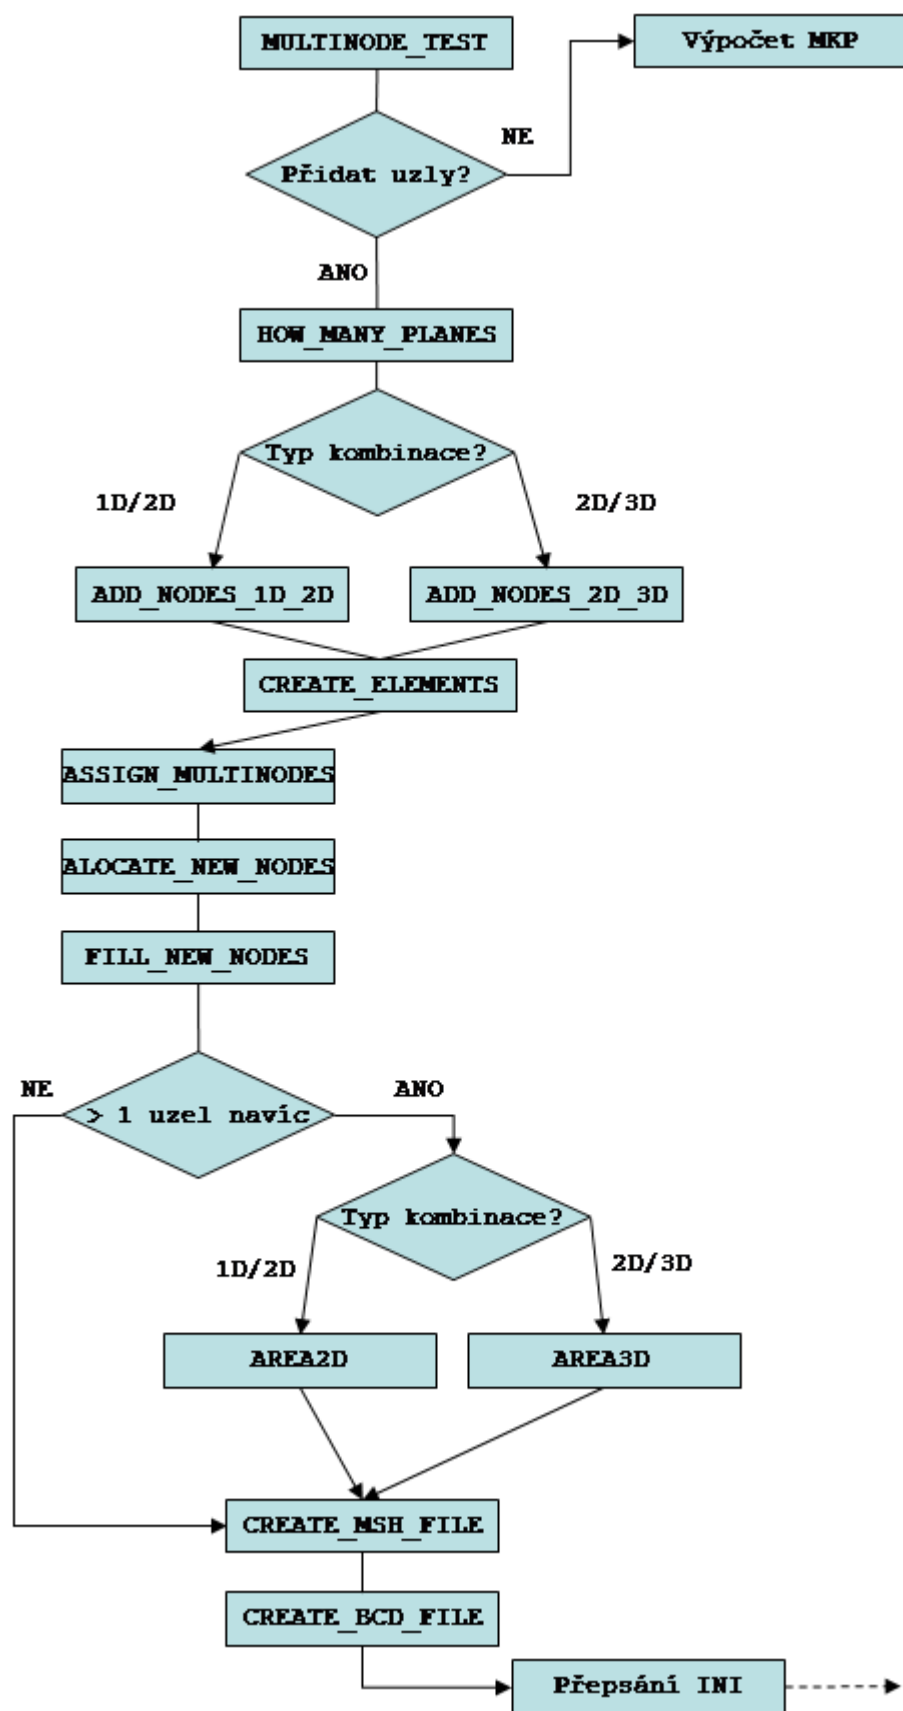 MULTINODE_TEST
Výpočet MKP
NE
Přidat uzly?
ANO
HOW_MANY_PLANES
Typ kombinace?
1D/2D
2D/3D
ADD_NODES_1D_2D
ADD_NODES_2D_3D
CREATE_ELEMENTS
ASSIGN_MULTINODES
ALOCATE_NEW_NODES
FILL_NEW_NODES
NE
ANO
> 1 uzel navíc
Typ kombinace?
1D/2D
2D/3D
AREA2D
AREA3D
CREATE_MSH_FILE
CREATE_BCD_FILE
Přepsání INI